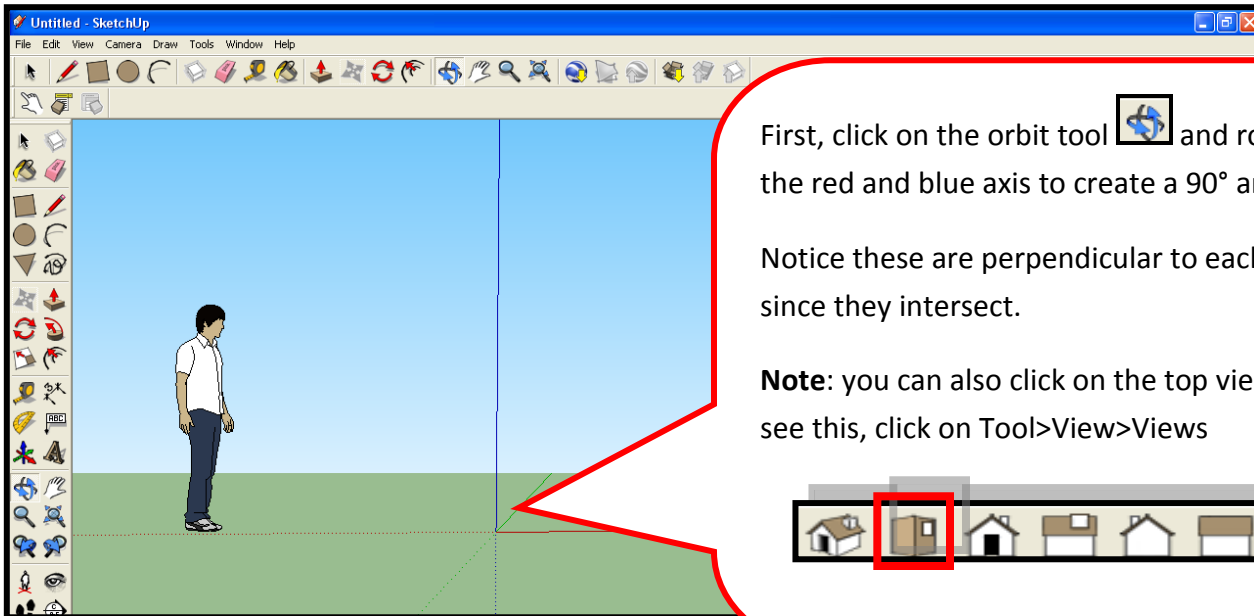 Untitled - SketchUp
File Edit View Camera Draw Tools Window Help
First, click on the orbit tool and ro
the red and blue axis to create a 90° a
Notice these are perpendicular to each
since they intersect.
Note: you can also click on the top vie
see this, click on Tool>View>Views
ABC